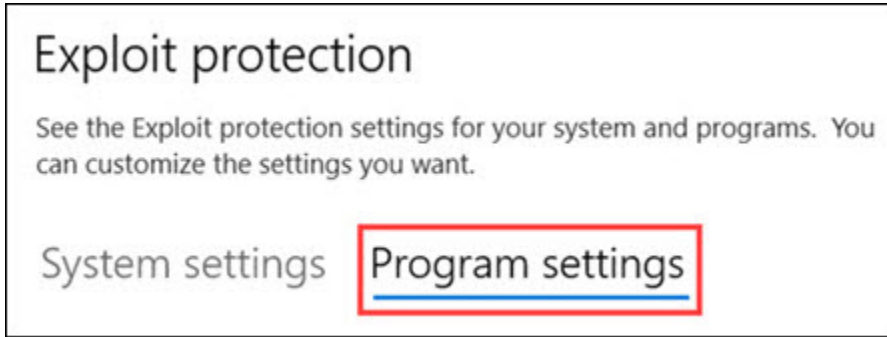 Exploit protection
See the Exploit protection settings for your system and programs.  You
can customize the settings you want.
System settings Program settings